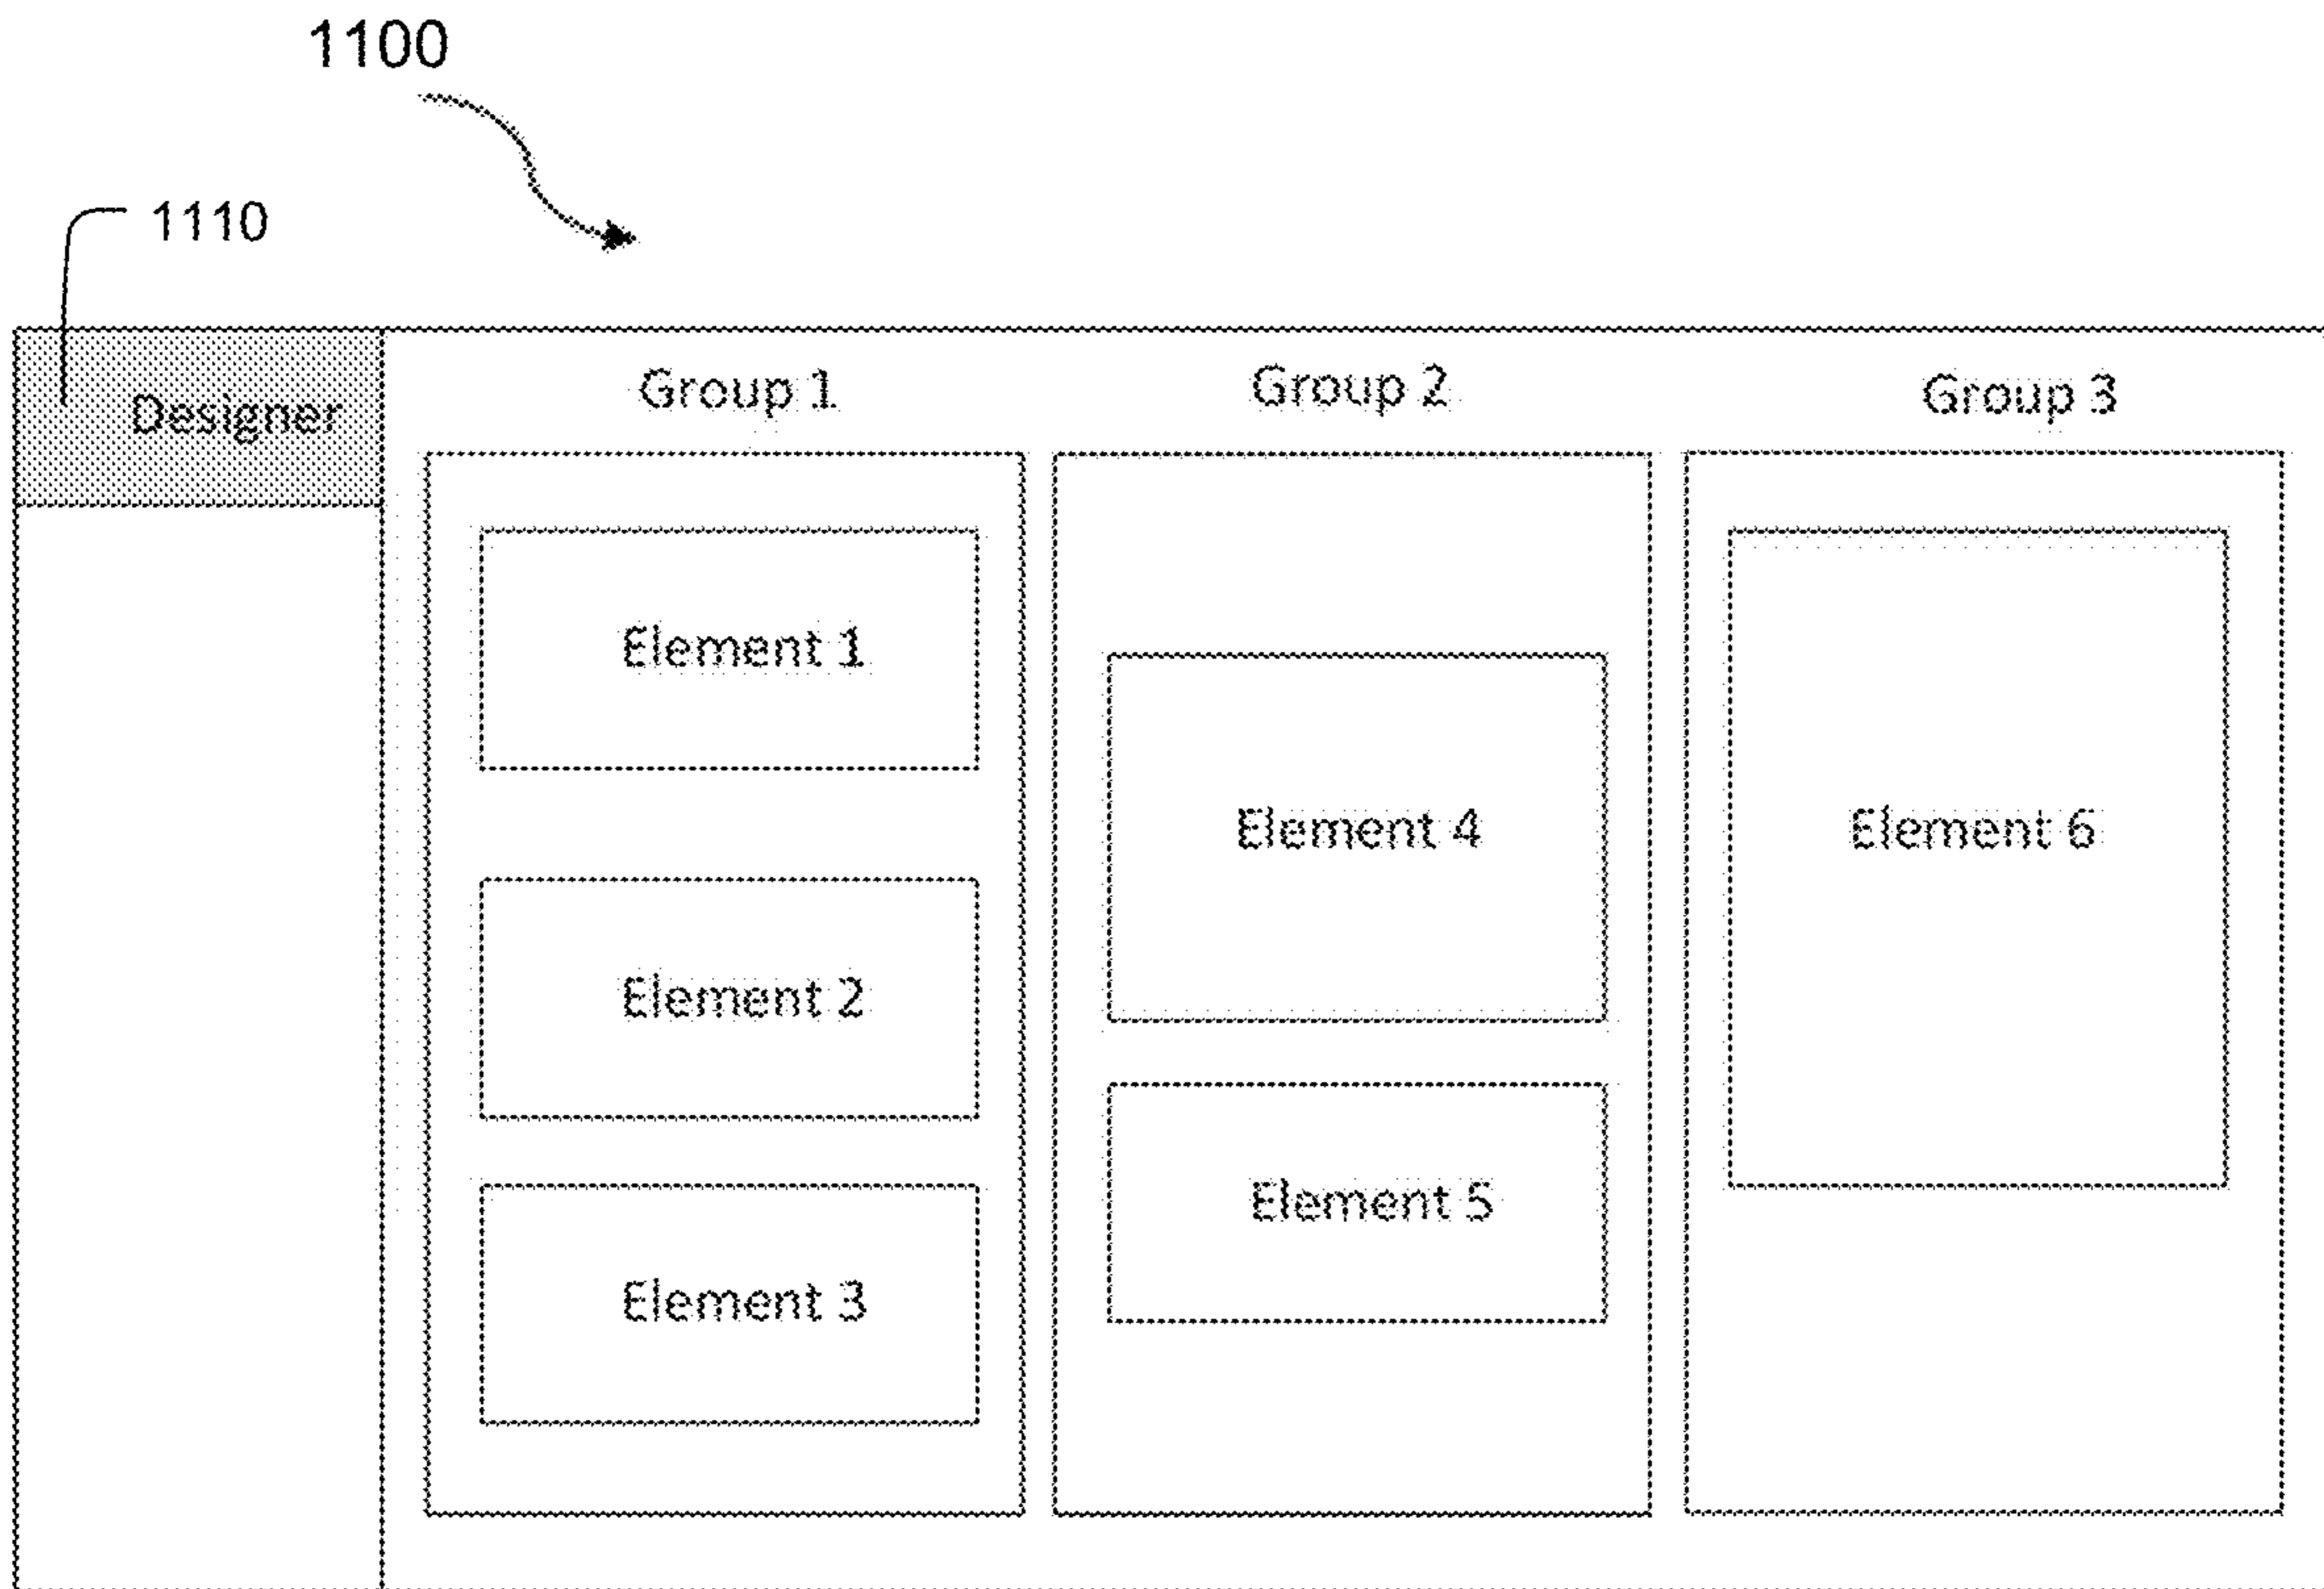 1100
1110
Designer
Group 1
Group 2
Group 3
Element 1
Element 2
Element 3
Element 4
Element 5
Element 6